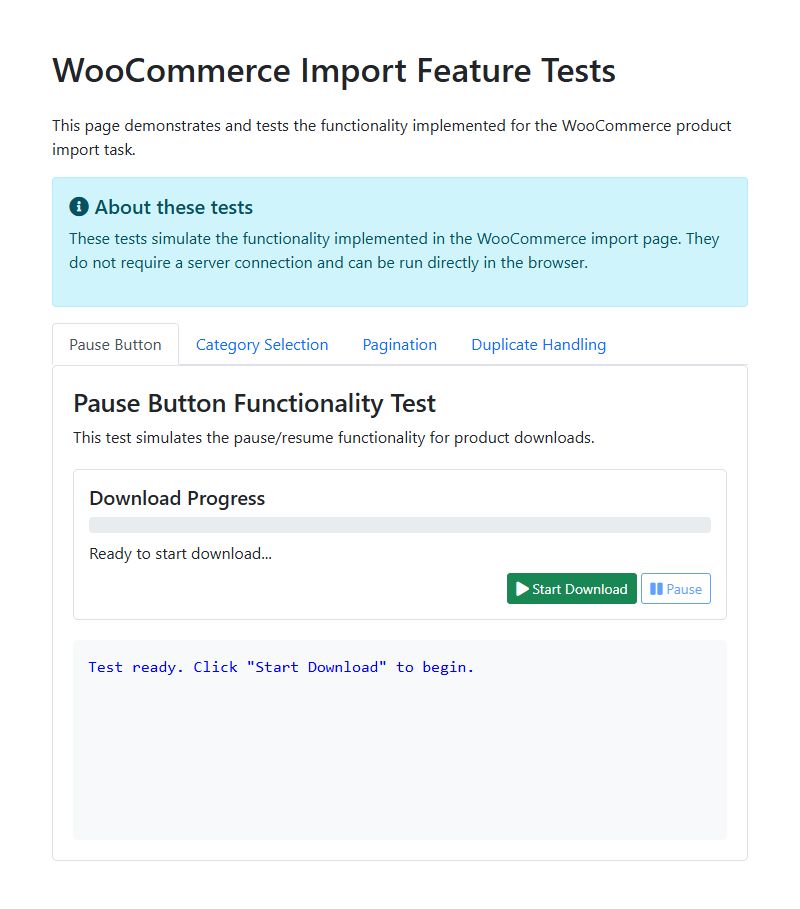 WooCommerce Import Feature Tests
This page demonstrates and tests the functionality implemented for the WooCommerce product
import task.
About these tests
These tests simulate the functionality implemented in the WooCommerce import page. They
do not require a server connection and can be run directly in the browser.
Pause Button Category Selection Pagination Duplicate Handling
Pause Button Functionality Test
This test simulates the pause/resume functionality for product downloads.
Download Progress
Ready to start download...
Start Download Pause
Test ready. Click "Start Download" to begin.